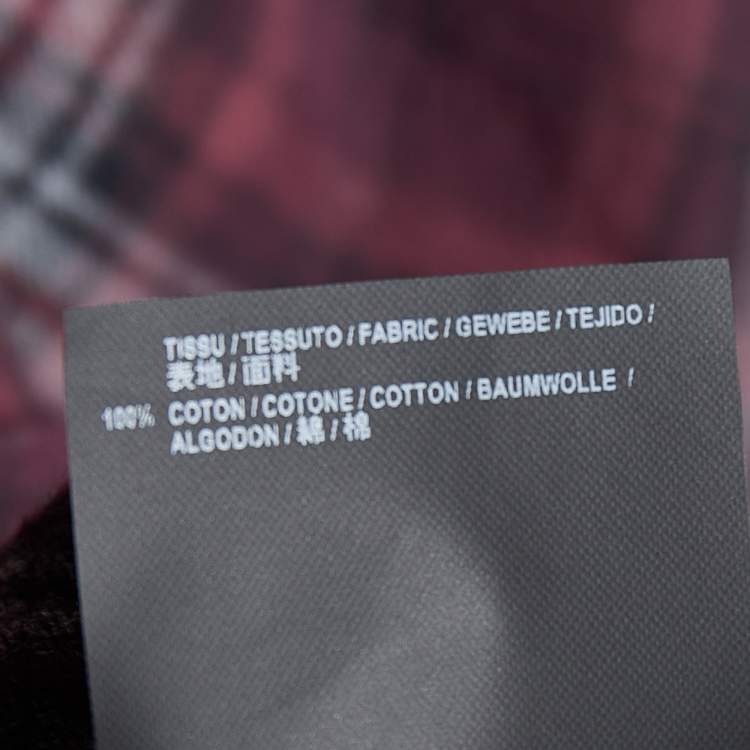 TISSU / TESSUTO / FABRIC / GEWEBE / TEJIDO /
表地 / 面料
100% COTON / COTONE / COTTON / BAUMWOLLE /
ALGODON / 綿 / 棉